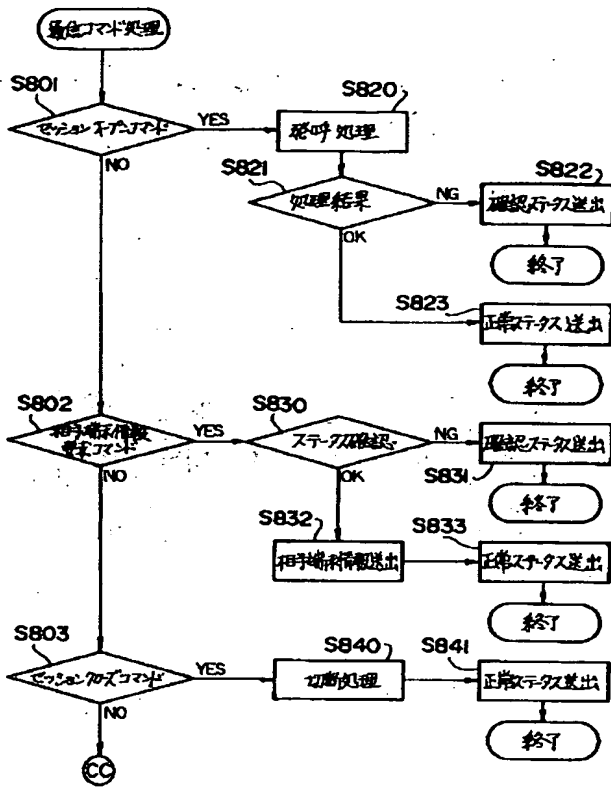 通信コマンド処理
S801
セッションオープンコマンド
YES
NO
S820
発呼処理
S821
処理結果
NG
OK
S822
確認ステータス送出
終了
S823
正常ステータス送出
終了
S802
相手端末情報
要求コマンド
YES
NO
S830
ステータス確認
NG
OK
確認ステータス送出
S831
終了
S832
相手端末情報送出
S833
正常ステータス送出
終了
S803
セッションクローズコマンド
YES
NO
S840
切断処理
S841
正常ステータス送出
終了
CC